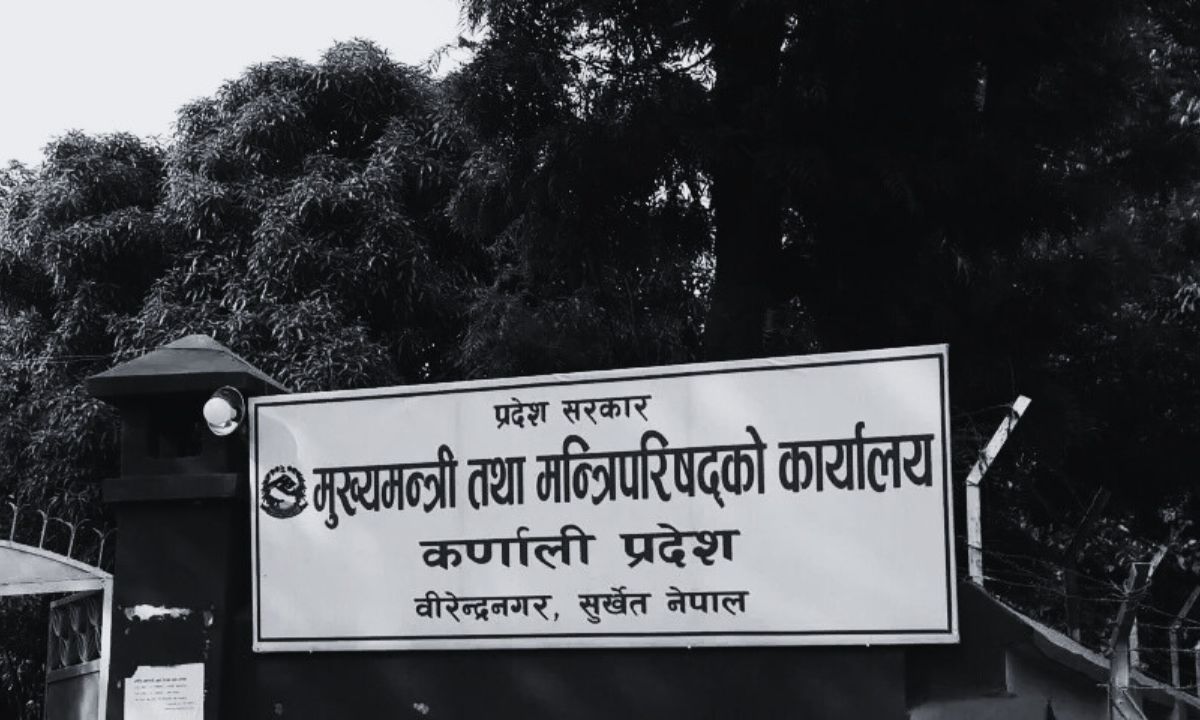 प्रदेश सरकार
मुख्यमन्त्री तथा मन्त्रिपरिषद्को कार्यालय
कर्णाली प्रदेश
वीरेन्द्रनगर, सुर्खेत नेपाल